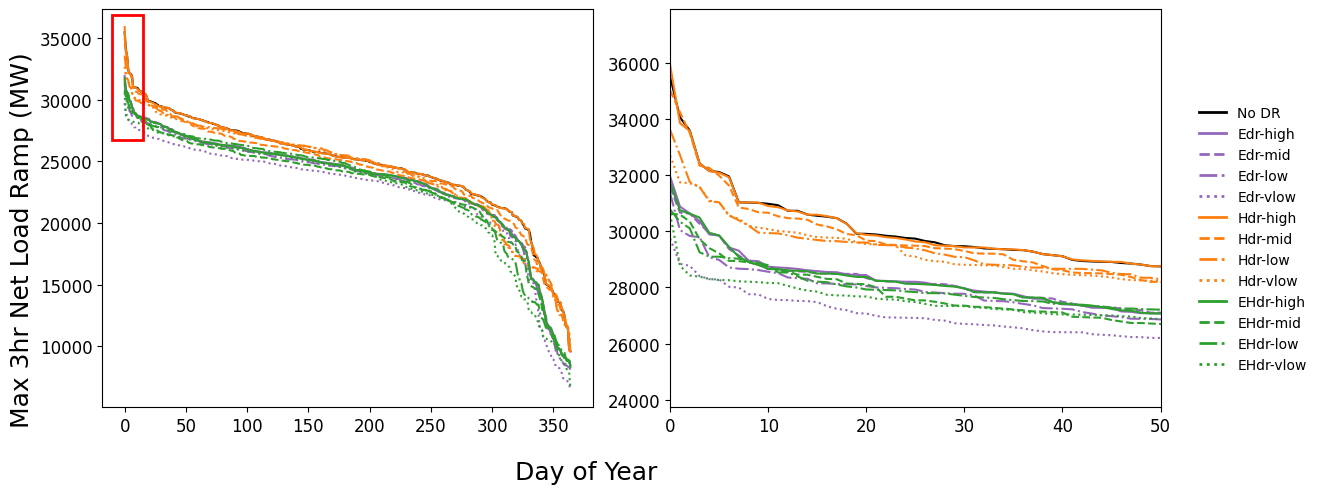 Max 3hr Net Load Ramp (MW)
35000
30000
25000
20000
15000
10000
0 50 100 150 200 250 300 350
36000
34000
32000
30000
28000
26000
24000
0 10 20 30 40 50
Day of Year
No DR
Edr-high
Edr-mid
Edr-low
Edr-vlow
Hdr-high
Hdr-mid
Hdr-low
Hdr-vlow
EHdr-high
EHdr-mid
EHdr-low
EHdr-vlow